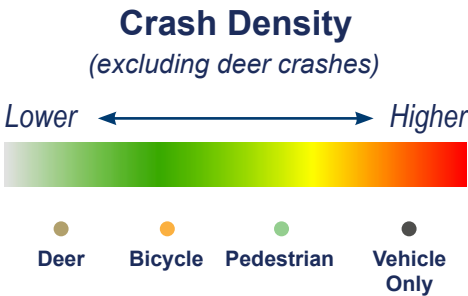 Crash Density
(excluding deer crashes)
Lower Higher
Deer Bicycle Pedestrian Vehicle
Only